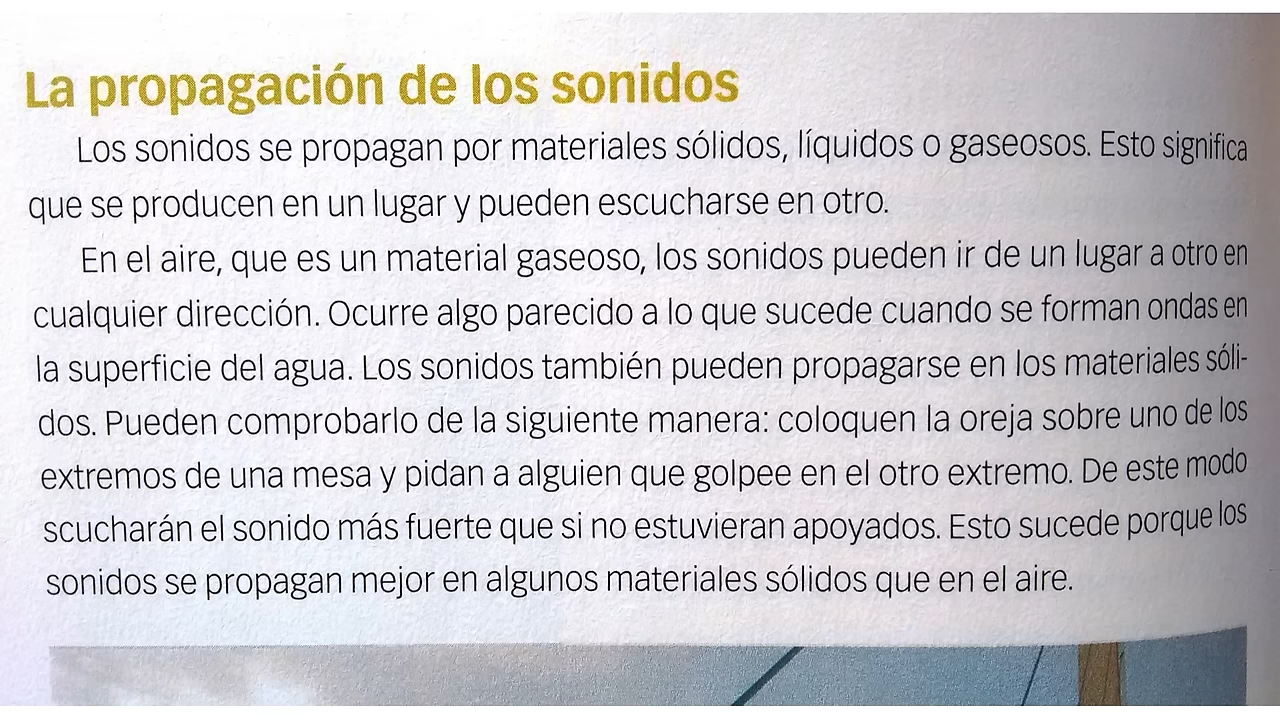 La propagación de los sonidos
Los sonidos se propagan por materiales sólidos, líquidos o gaseosos. Esto significa
que se producen en un lugar y pueden escucharse en otro.
En el aire, que es un material gaseoso, los sonidos pueden ir de un lugar a otro en
cualquier dirección. Ocurre algo parecido a lo que sucede cuando se forman ondas en
la superficie del agua. Los sonidos también pueden propagarse en los materiales sóli-
dos. Pueden comprobarlo de la siguiente manera: coloquen la oreja sobre uno de los
extremos de una mesa y pidan a alguien que golpee en el otro extremo. De este modo
scucharán el sonido más fuerte que si no estuvieran apoyados. Esto sucede porque los
sonidos se propagan mejor en algunos materiales sólidos que en el aire.